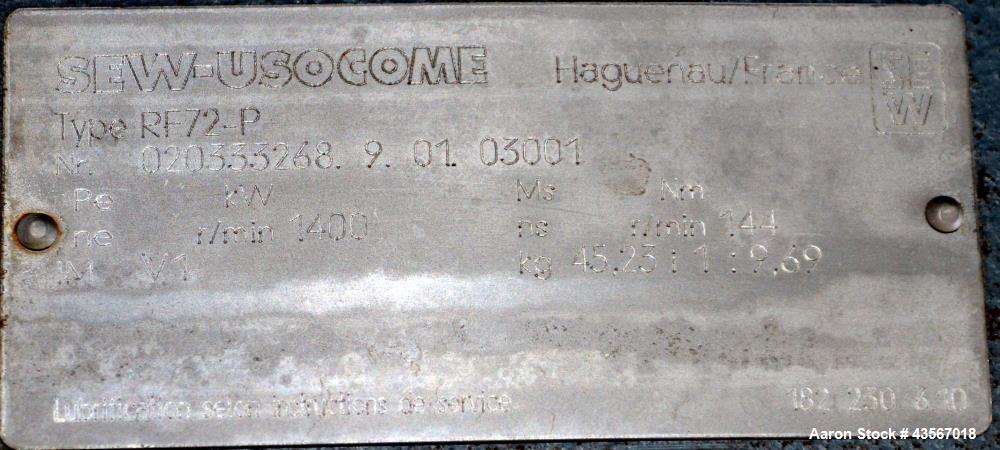 SEW-USOCOME Haguenau/France SEW
Type RF72-P
Nr. 020333268. 9. 01. 03001
Pe kW Ms Nm
ne r/min 1400 ns r/min 144
IM V1 kg 45,23 i 1 : 9,69
Lubrification selon instructions de service
182 250 6.10
Aaron Stock # 43567018